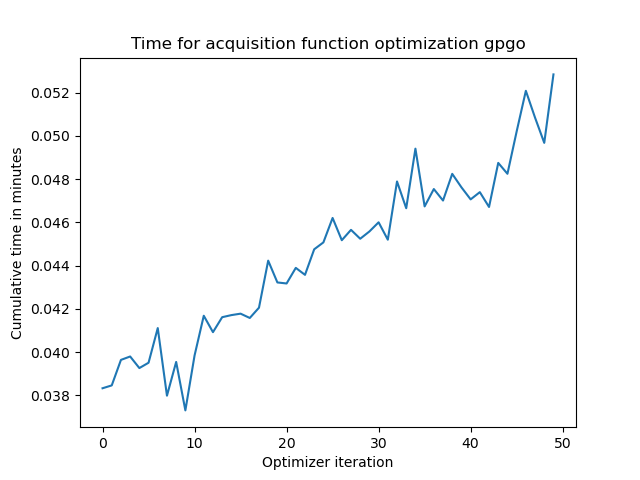 Time for acquisition function optimization gpgo
0.052
0.050
0.048
0.046
0.044
0.042
0.040
0.038
Cumulative time in minutes
0 10 20 30 40 50
Optimizer iteration